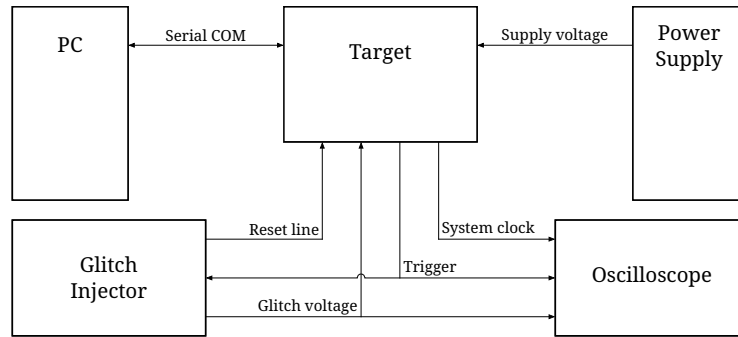 PC
Serial COM
Target
Supply voltage
Power
Supply
Reset line
System clock
Glitch
Injector
Trigger
Oscilloscope
Glitch voltage